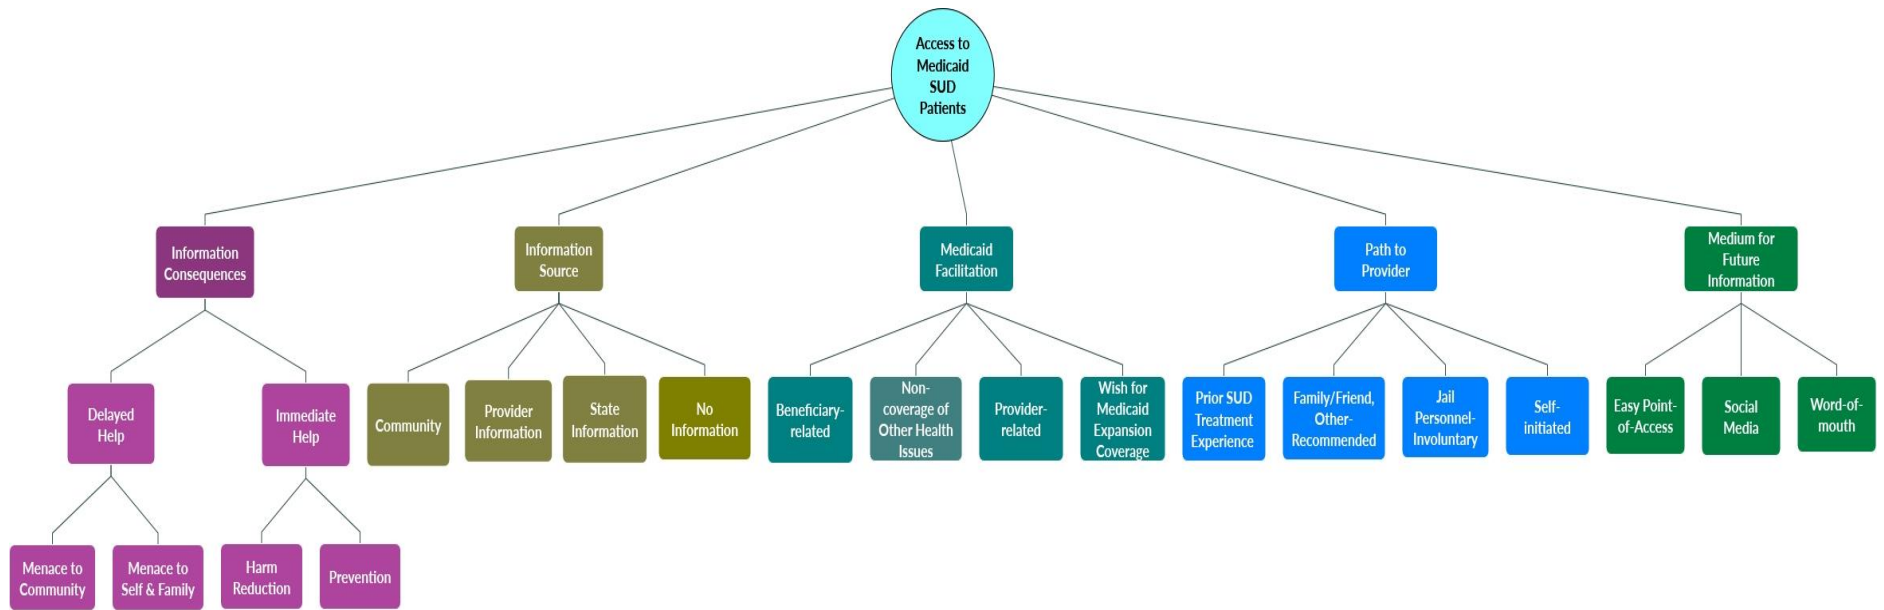 Access to
Medicaid
SUD
Patients
Information
Consequences
Information
Source
Medicaid
Facilitation
Path to
Provider
Medium for
Future
Information
Delayed
Help
Immediate
Help
Community
Provider
Information
State
Information
No
Information
Beneficiary-
related
Non-
coverage of
Other Health
Issues
Provider-
related
Wish for
Medicaid
Expansion
Coverage
Prior SUD
Treatment
Experience
Family/Friend,
Other-
Recommended
Jail
Personnel-
Involuntary
Self-
initiated
Easy Point-
of-Access
Social
Media
Word-of-
mouth
Menace to
Community
Menace to
Self & Family
Harm
Reduction
Prevention